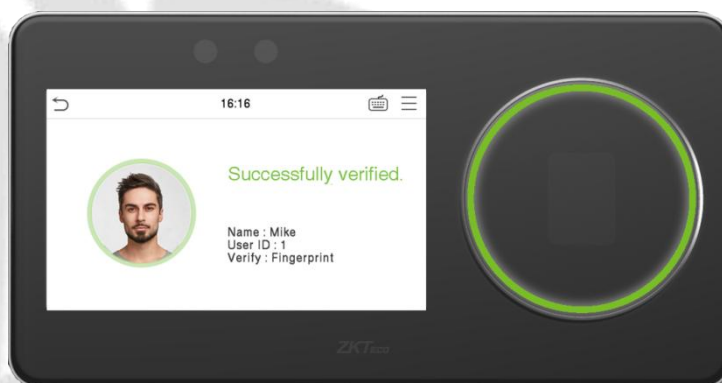 16:16
Successfully verified.
Name : Mike
User ID : 1
Verify : Fingerprint
ZKTeco